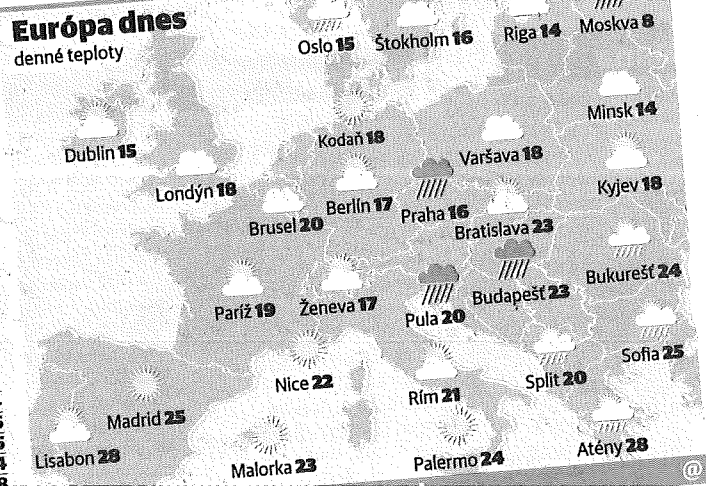 Európa dnes
denné teploty
Oslo 15
Štokholm 16
Riga 14
Moskva 8
Minsk 14
Kodaň 18
Dublin 15
Varšava 18
Londýn 18
Kyjev 18
Berlín 17
Praha 16
Brusel 20
Bratislava 23
Bukurešť 24
Budapešť 23
Paríž 19
Ženeva 17
Pula 20
Sofia 25
Nice 22
Rím 21
Split 20
Madrid 25
Lisabon 28
Malorka 23
Palermo 24
Atény 28
@